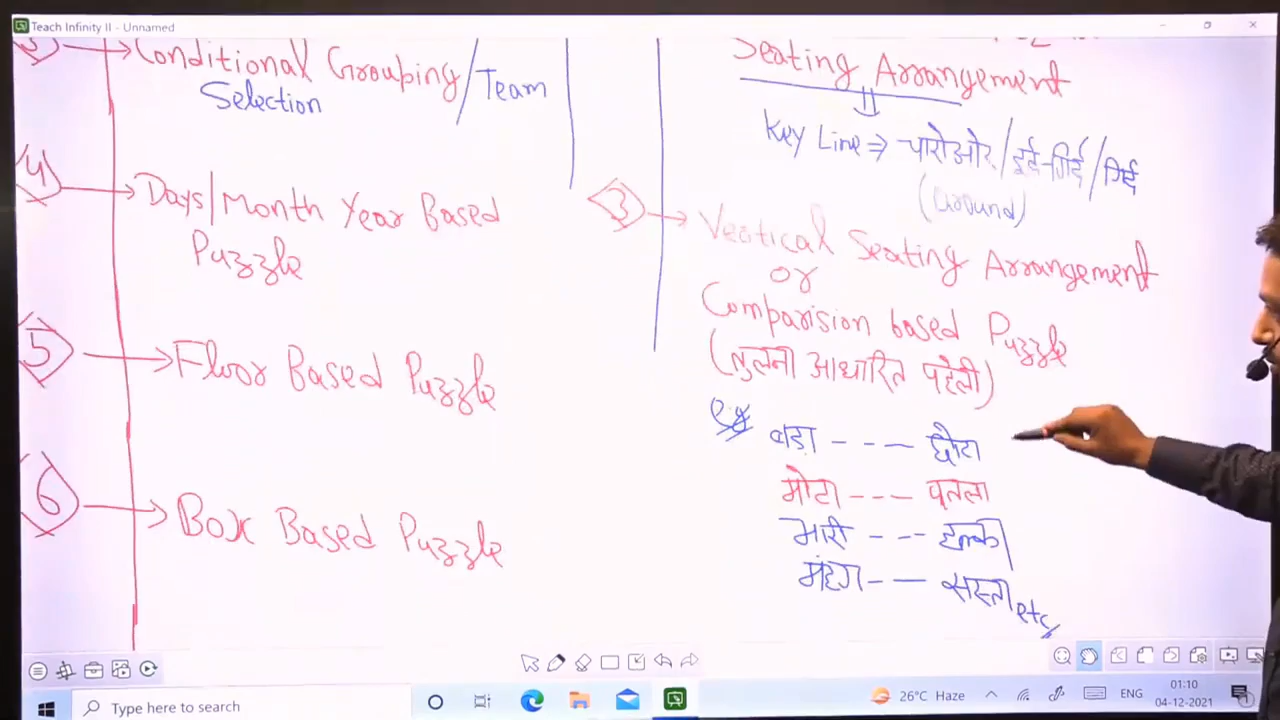 Teach Infinity II - Unnamed
3 → Conditional Grouping / Team
Selection
4 → Days/Month Year Based
Puzzle
5 → Floor Based Puzzle
6 → Box Based Puzzle
Seating Arrangement
Key Line ⇒ चारोओर / इर्द-गिर्द / गिर्द
(around)
3 → Vertical Seating Arrangement
or
Comparision based Puzzle
(तुलना आधारित पहेली)
e.g
बड़ा - - - छोटा
मोटा - - - पतला
भारी - - - हल्का
मंहगा - - सस्ता etc
Type here to search
26°C Haze
ENG
01:10
04-12-2021